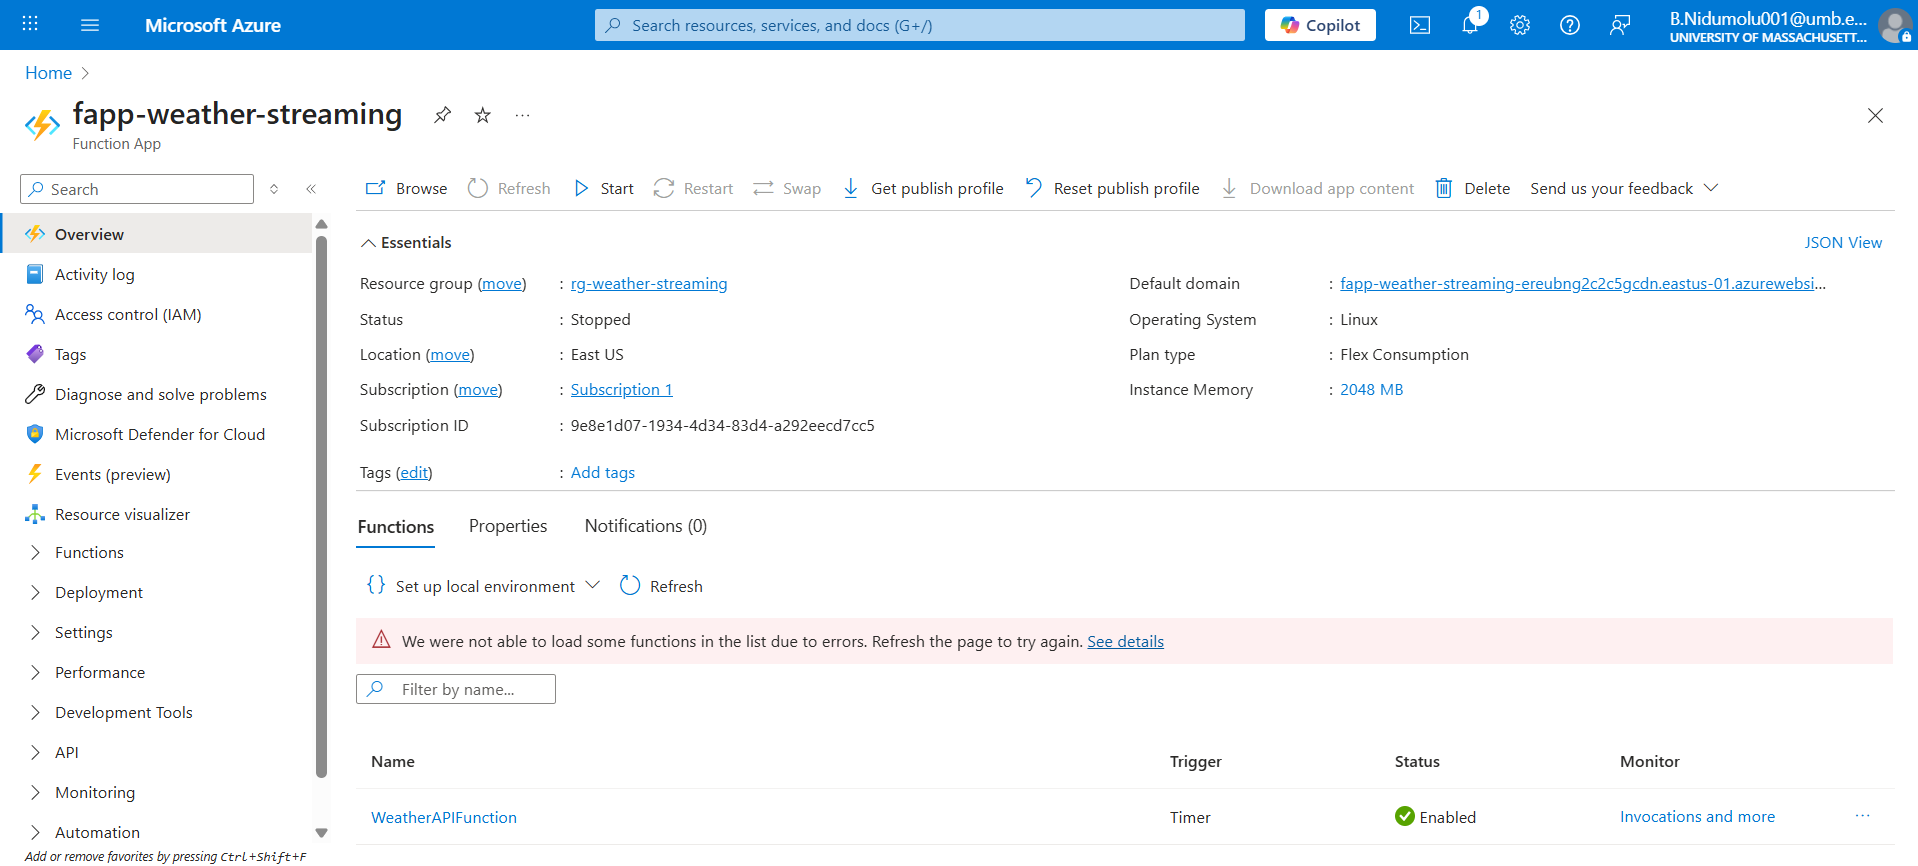 Microsoft Azure
Search resources, services, and docs (G+/)
Copilot
1
B.Nidumolu001@umb.e...
UNIVERSITY OF MASSACHUSETT...
Home
fapp-weather-streaming
Function App
Search
Browse
Refresh
Start
Restart
Swap
Get publish profile
Reset publish profile
Download app content
Delete
Send us your feedback
Overview
Activity log
Access control (IAM)
Tags
Diagnose and solve problems
Microsoft Defender for Cloud
Events (preview)
Resource visualizer
Functions
Deployment
Settings
Performance
Development Tools
API
Monitoring
Automation
Add or remove favorites by pressing Ctrl+Shift+F
Essentials
JSON View
Resource group (move) : rg-weather-streaming
Status : Stopped
Location (move) : East US
Subscription (move) : Subscription 1
Subscription ID : 9e8e1d07-1934-4d34-83d4-a292eecd7cc5
Tags (edit) : Add tags
Default domain : fapp-weather-streaming-ereubng2c2c5gcdn.eastus-01.azurewebsi...
Operating System : Linux
Plan type : Flex Consumption
Instance Memory : 2048 MB
Functions
Properties
Notifications (0)
Set up local environment
Refresh
We were not able to load some functions in the list due to errors. Refresh the page to try again. See details
Filter by name...
Name Trigger Status Monitor
WeatherAPIFunction Timer Enabled Invocations and more ...